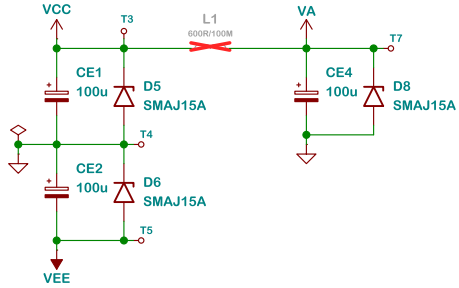 VCC
T3
L1
600R/100M
VA
T7
CE1
100u
D5
SMAJ15A
CE4
100u
D8
SMAJ15A
T4
CE2
100u
D6
SMAJ15A
T5
VEE